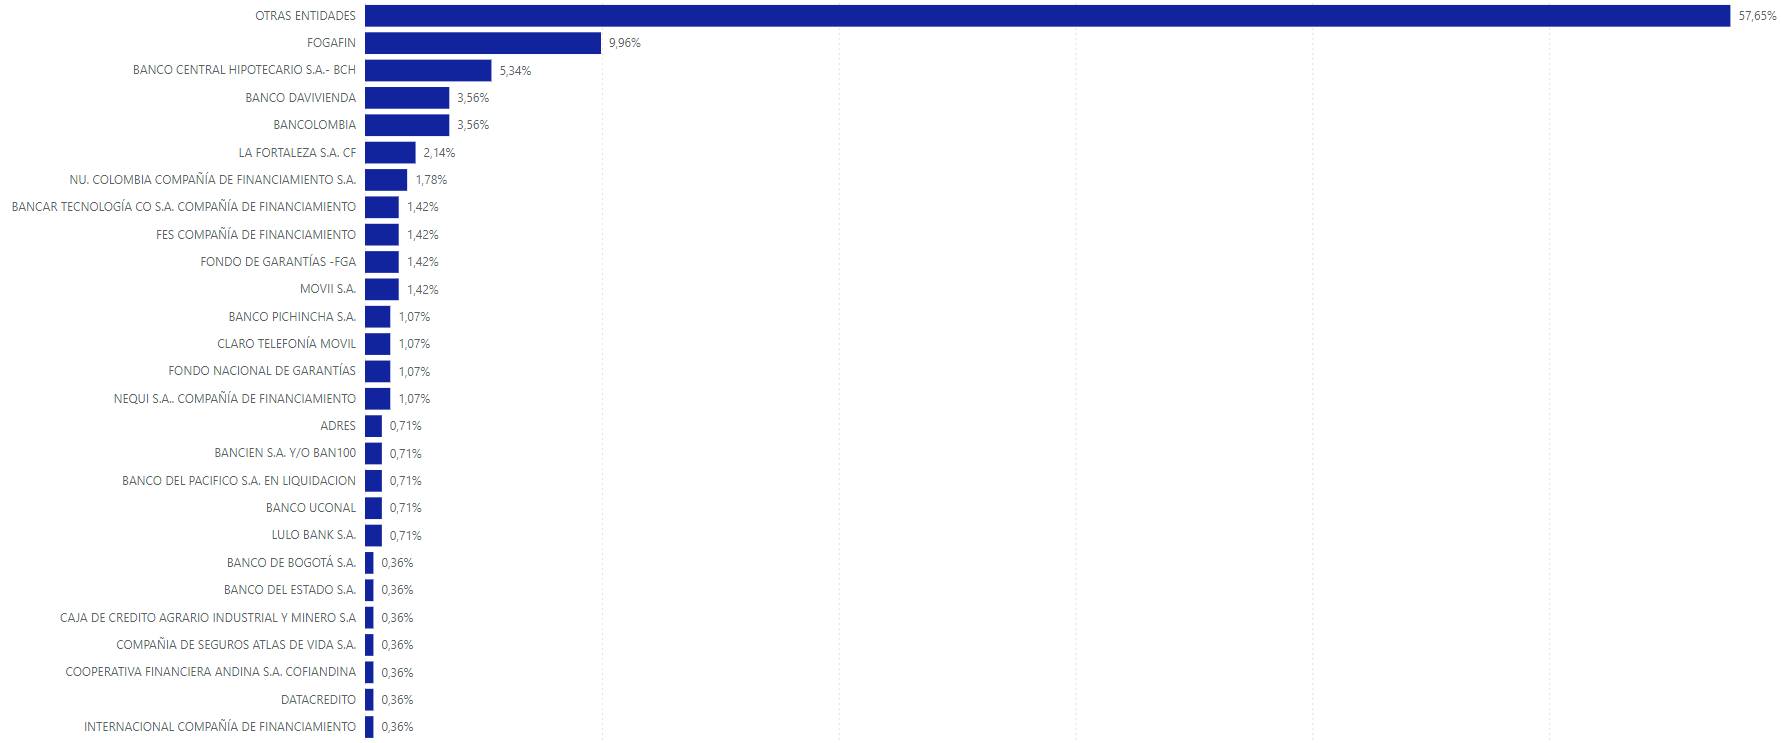 OTRAS ENTIDADES 57,65%
FOGAFIN 9,96%
BANCO CENTRAL HIPOTECARIO S.A.- BCH 5,34%
BANCO DAVIVIENDA 3,56%
BANCOLOMBIA 3,56%
LA FORTALEZA S.A. CF 2,14%
NU. COLOMBIA COMPAÑÍA DE FINANCIAMIENTO S.A. 1,78%
BANCAR TECNOLOGÍA CO S.A. COMPAÑÍA DE FINANCIAMIENTO 1,42%
FES COMPAÑÍA DE FINANCIAMIENTO 1,42%
FONDO DE GARANTÍAS -FGA 1,42%
MOVII S.A. 1,42%
BANCO PICHINCHA S.A. 1,07%
CLARO TELEFONÍA MOVIL 1,07%
FONDO NACIONAL DE GARANTÍAS 1,07%
NEQUI S.A.. COMPAÑÍA DE FINANCIAMIENTO 1,07%
ADRES 0,71%
BANCIEN S.A. Y/O BAN100 0,71%
BANCO DEL PACIFICO S.A. EN LIQUIDACION 0,71%
BANCO UCONAL 0,71%
LULO BANK S.A. 0,71%
BANCO DE BOGOTÁ S.A. 0,36%
BANCO DEL ESTADO S.A. 0,36%
CAJA DE CREDITO AGRARIO INDUSTRIAL Y MINERO S.A 0,36%
COMPAÑIA DE SEGUROS ATLAS DE VIDA S.A. 0,36%
COOPERATIVA FINANCIERA ANDINA S.A. COFIANDINA 0,36%
DATACREDITO 0,36%
INTERNACIONAL COMPAÑÍA DE FINANCIAMIENTO 0,36%